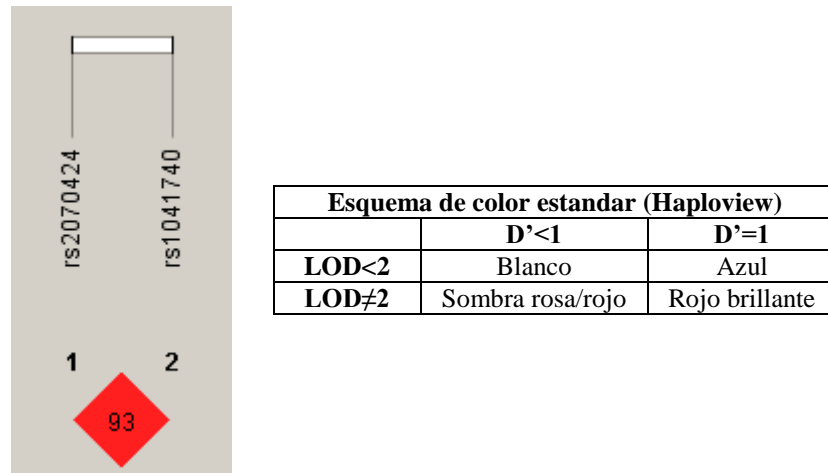 rs2070424
rs1041740
1 2
93
Esquema de color estandar (Haploview)
D’<1 D’=1
LOD<2 Blanco Azul
LOD≠2 Sombra rosa/rojo Rojo brillante